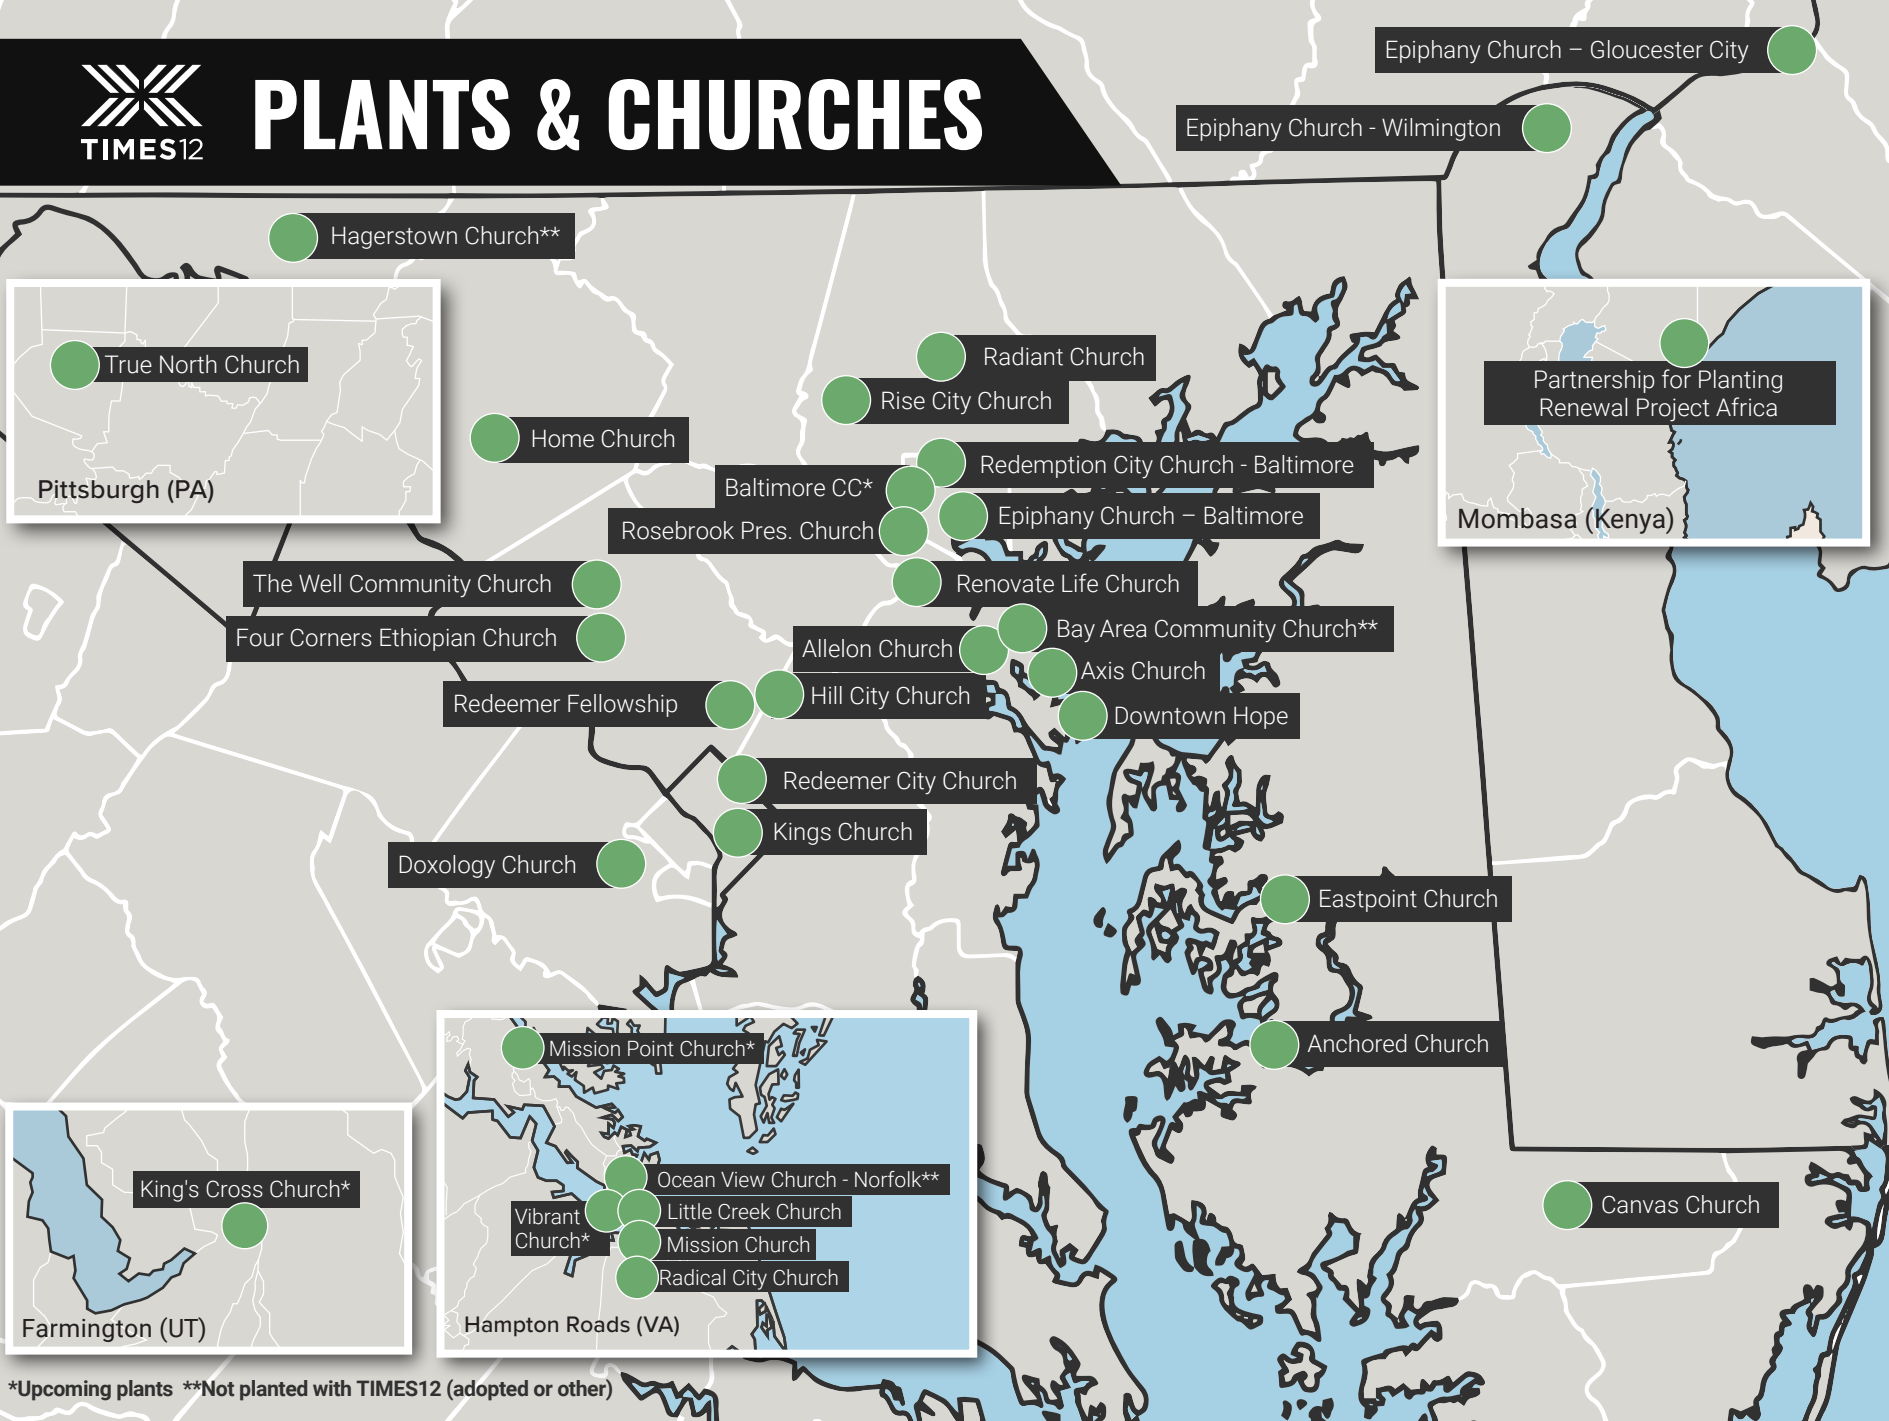 TIMES12
PLANTS & CHURCHES
Epiphany Church – Gloucester City
Epiphany Church - Wilmington
Hagerstown Church**
True North Church
Pittsburgh (PA)
Radiant Church
Rise City Church
Home Church
Redemption City Church - Baltimore
Baltimore CC*
Epiphany Church – Baltimore
Rosebrook Pres. Church
Partnership for Planting
Renewal Project Africa
Mombasa (Kenya)
The Well Community Church
Renovate Life Church
Four Corners Ethiopian Church
Bay Area Community Church**
Allelon Church
Axis Church
Redeemer Fellowship
Hill City Church
Downtown Hope
Redeemer City Church
Kings Church
Doxology Church
Eastpoint Church
Anchored Church
Canvas Church
Mission Point Church*
Ocean View Church - Norfolk**
Vibrant
Church*
Little Creek Church
Mission Church
Radical City Church
Hampton Roads (VA)
King's Cross Church*
Farmington (UT)
*Upcoming plants **Not planted with TIMES12 (adopted or other)